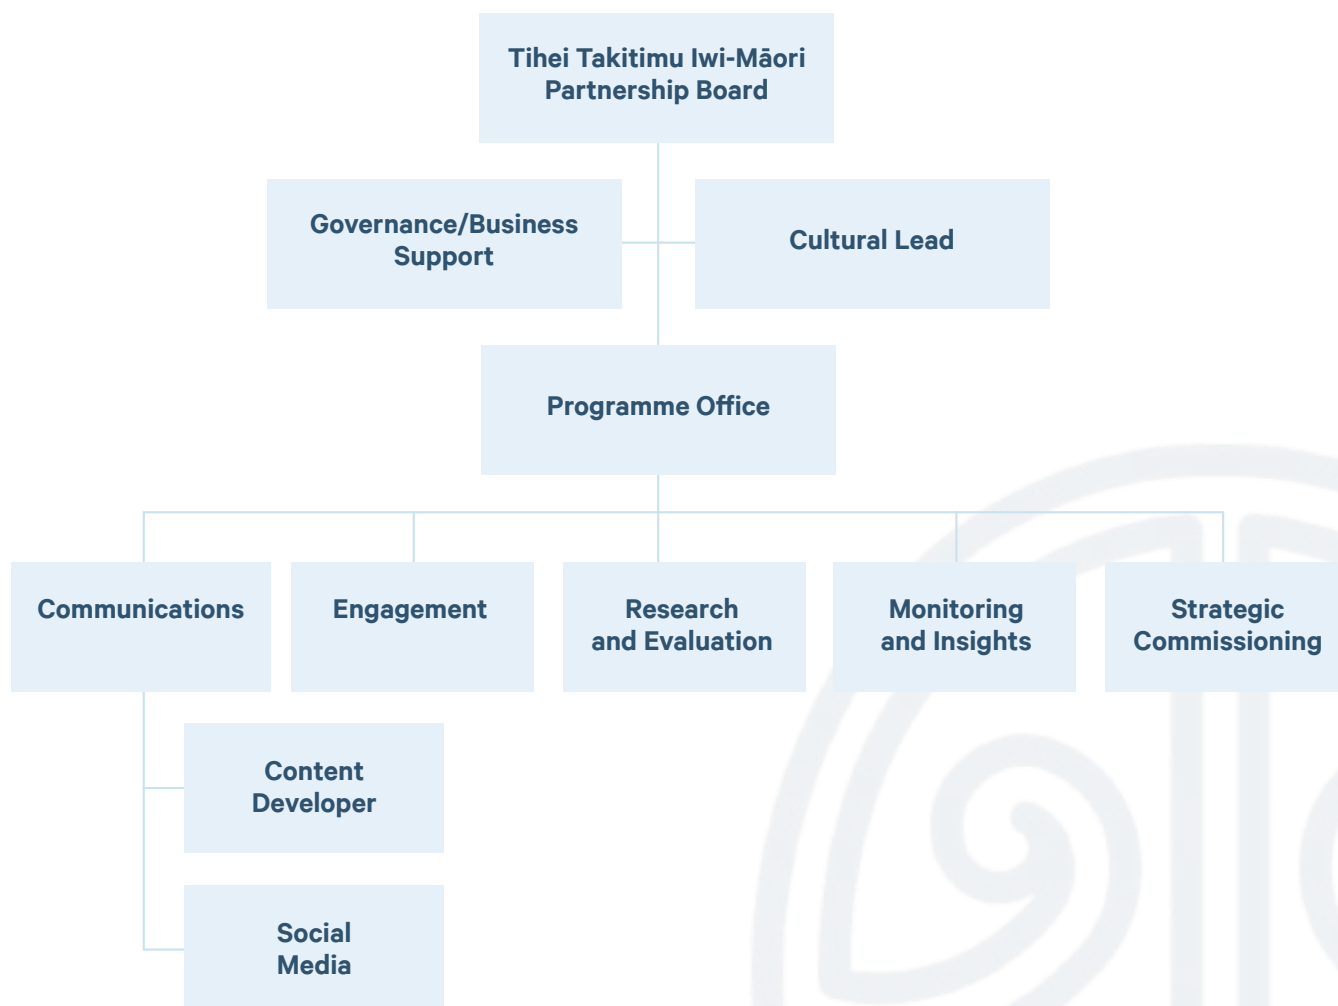 Tihei Takitimu Iwi-Māori
Partnership Board
Governance/Business
Support
Cultural Lead
Programme Office
Communications
Engagement
Research
and Evaluation
Monitoring
and Insights
Strategic
Commissioning
Content
Developer
Social
Media